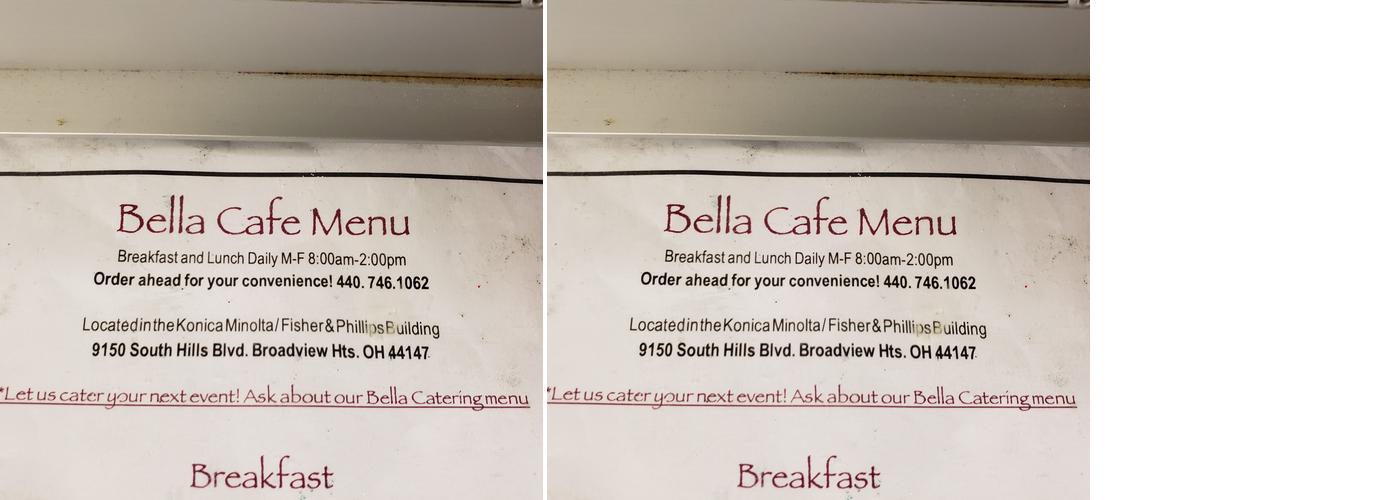 Bella Cafe Menu
Breakfast and Lunch Daily M-F 8:00am-2:00pm
Order ahead for your convenience! 440.746.1062
Located in the Konica Minolta/Fisher & Phillips Building
9150 South Hills Blvd. Broadview Hts. OH 44147
*Let us cater your next event! Ask about our Bella Catering menu
Breakfast
Bella Cafe Menu
Breakfast and Lunch Daily M-F 8:00am-2:00pm
Order ahead for your convenience! 440.746.1062
Located in the Konica Minolta/Fisher & Phillips Building
9150 South Hills Blvd. Broadview Hts. OH 44147
*Let us cater your next event! Ask about our Bella Catering menu
Breakfast